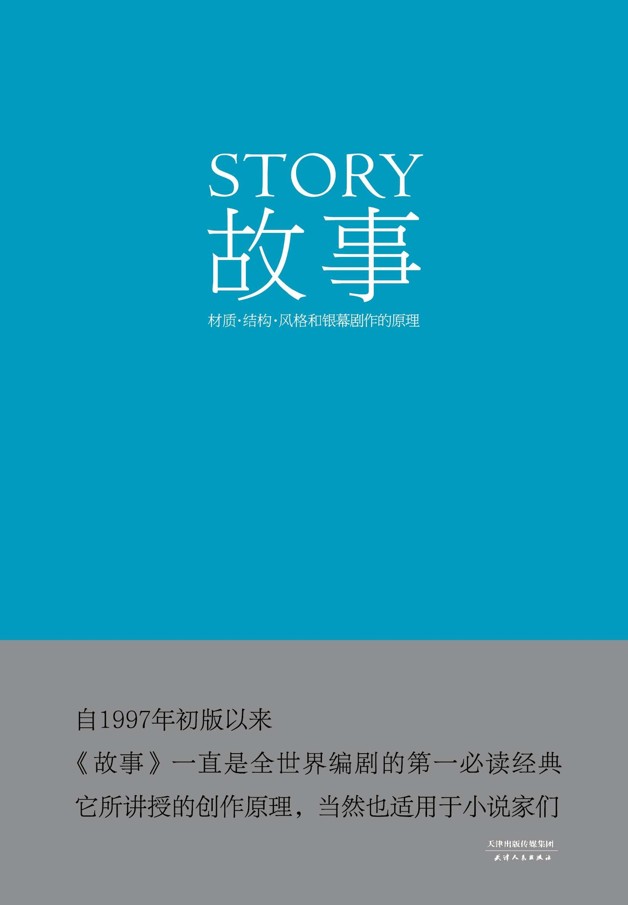 STORY
故事
材质·结构·风格和银幕剧作的原理
自1997年初版以来
《故事》一直是全世界编剧的第一必读经典
它所讲授的创作原理，当然也适用于小说家们
天津出版传媒集团
天津人民出版社